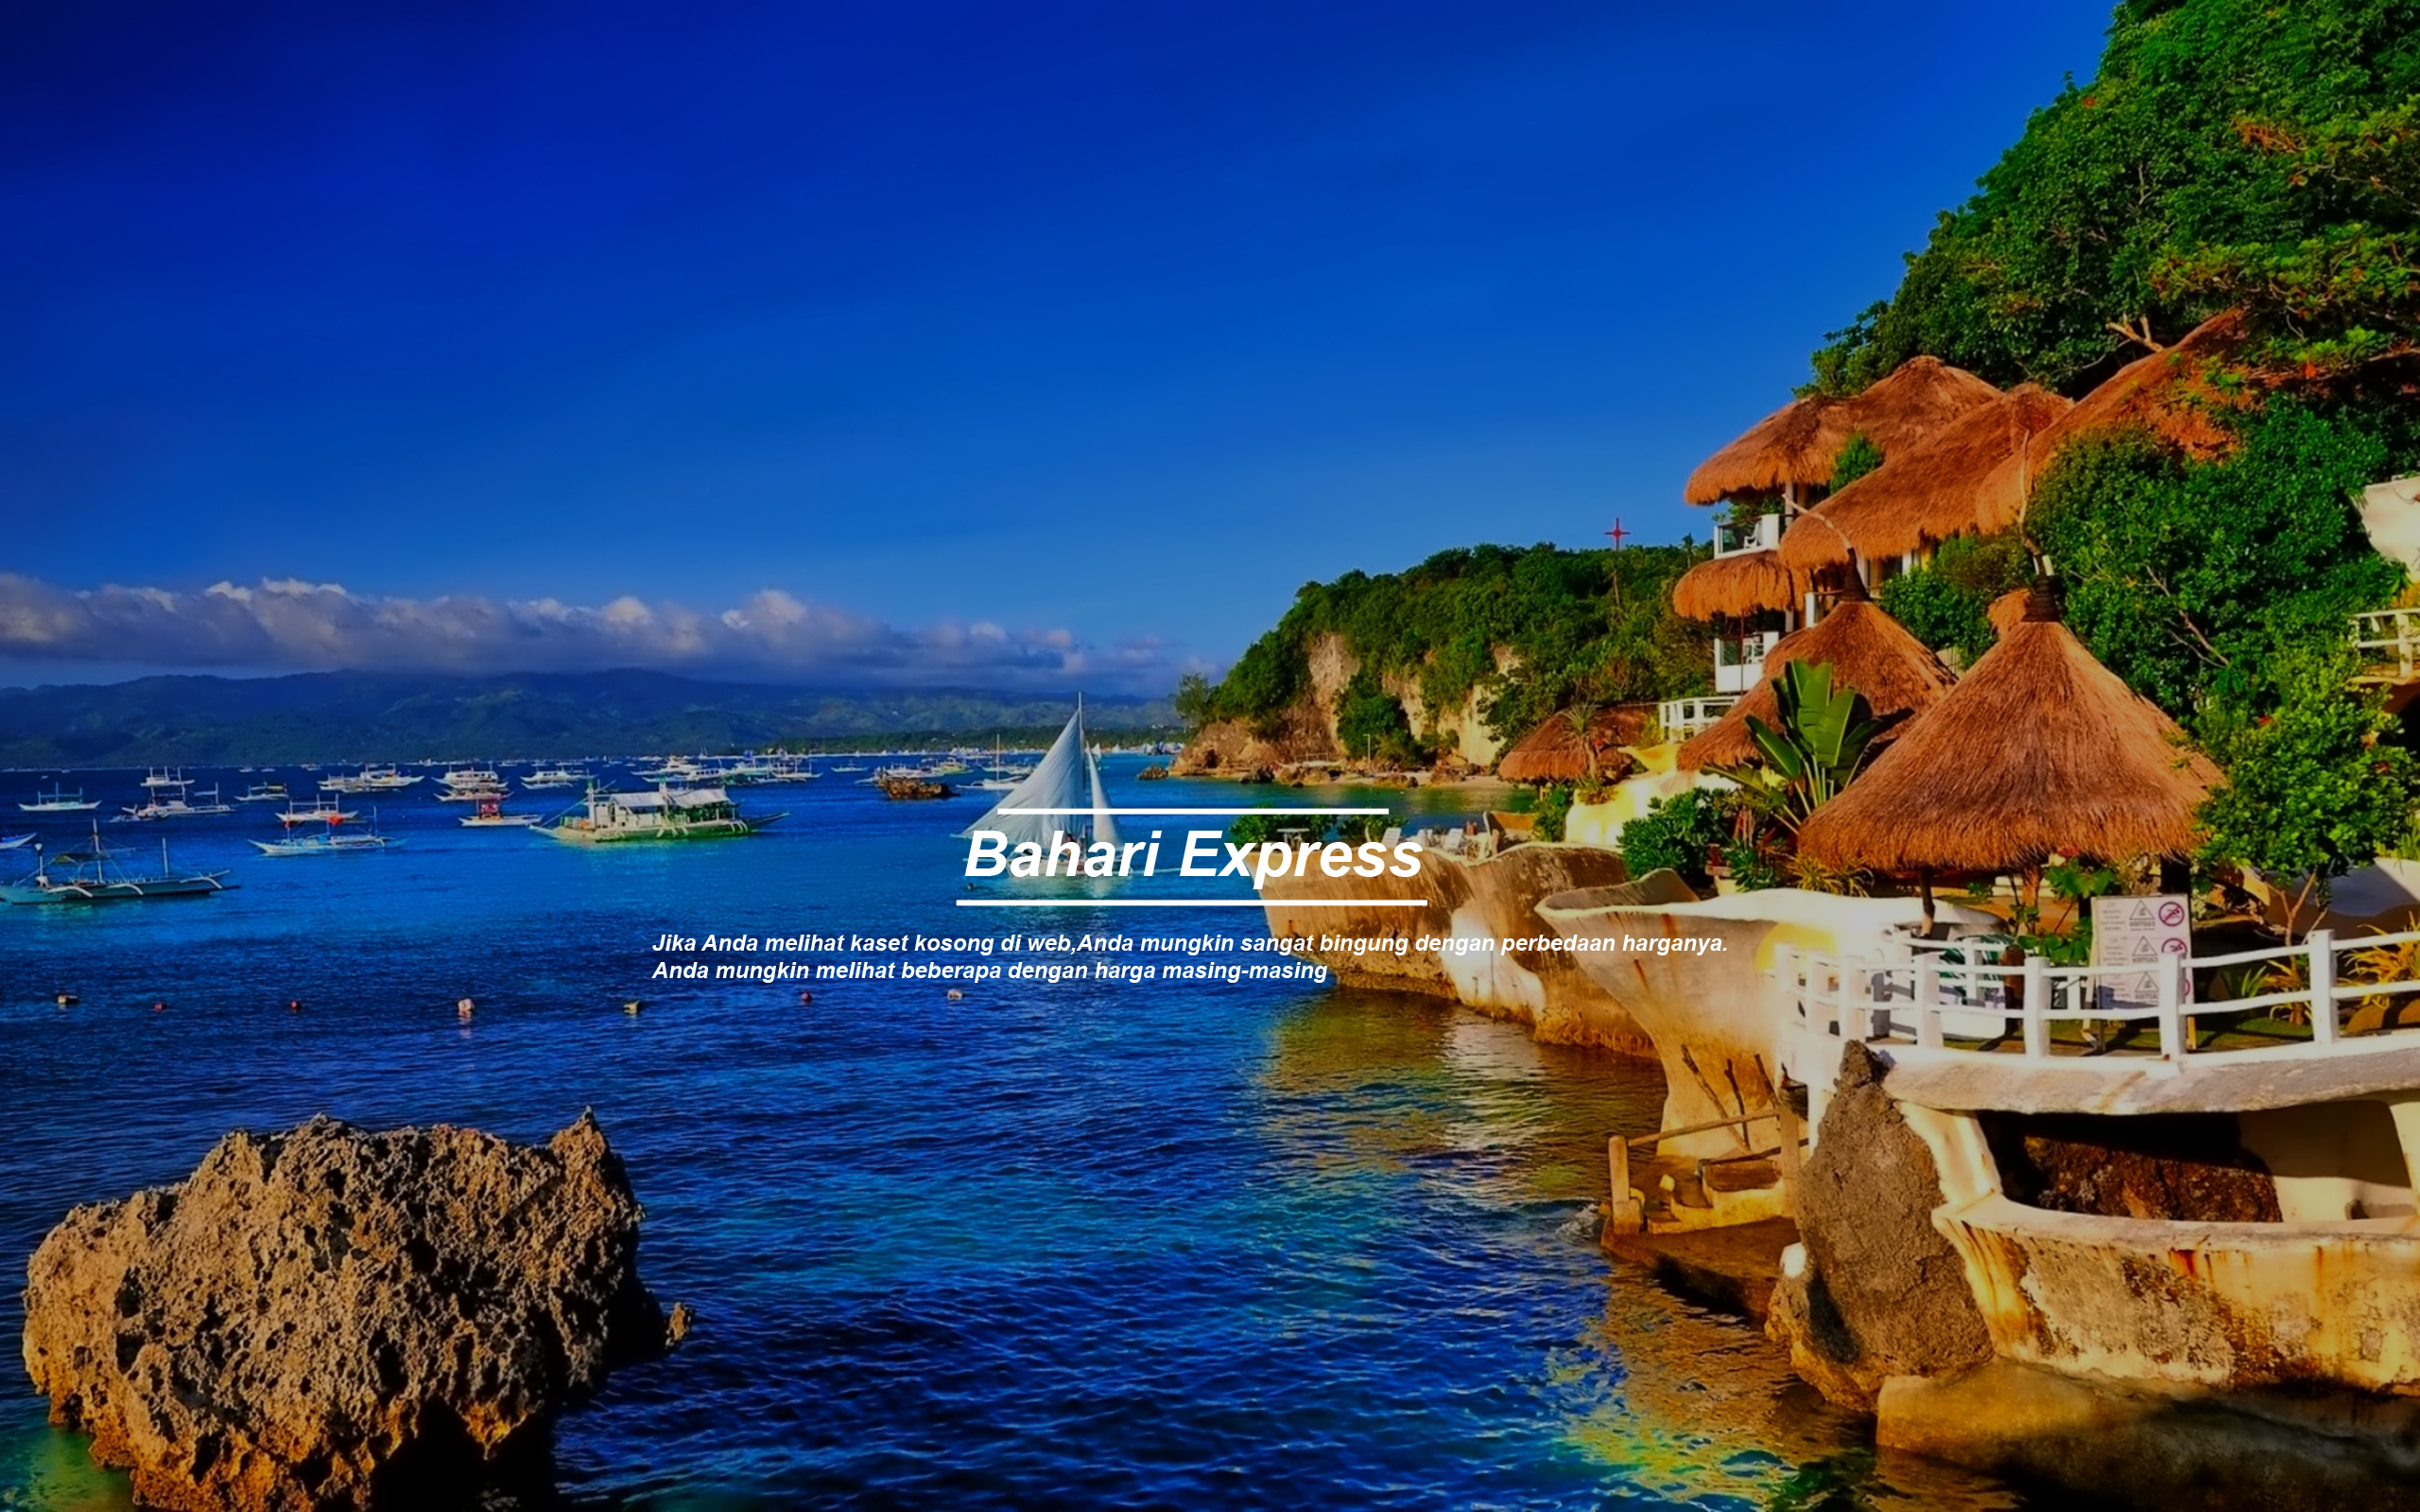 Bahari Express
Jika Anda melihat kaset kosong di web,Anda mungkin sangat bingung dengan perbedaan harganya.
Anda mungkin melihat beberapa dengan harga masing-masing